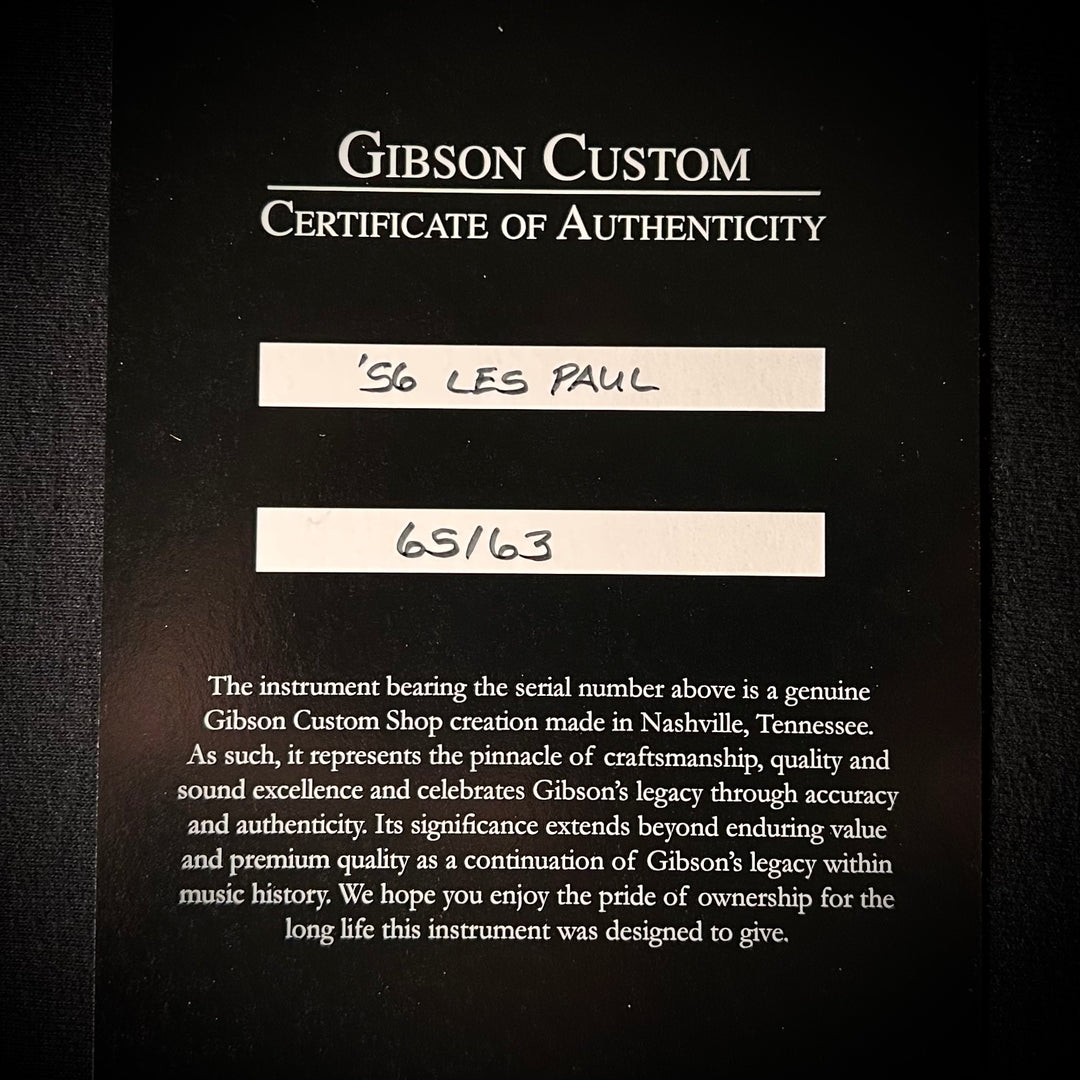 GIBSON CUSTOM
CERTIFICATE OF AUTHENTICITY
'56 LES PAUL
65/63
The instrument bearing the serial number above is a genuine
Gibson Custom Shop creation made in Nashville, Tennessee.
As such, it represents the pinnacle of craftsmanship, quality and
sound excellence and celebrates Gibson's legacy through accuracy
and authenticity. Its significance extends beyond enduring value
and premium quality as a continuation of Gibson's legacy within
music history. We hope you enjoy the pride of ownership for the
long life this instrument was designed to give.